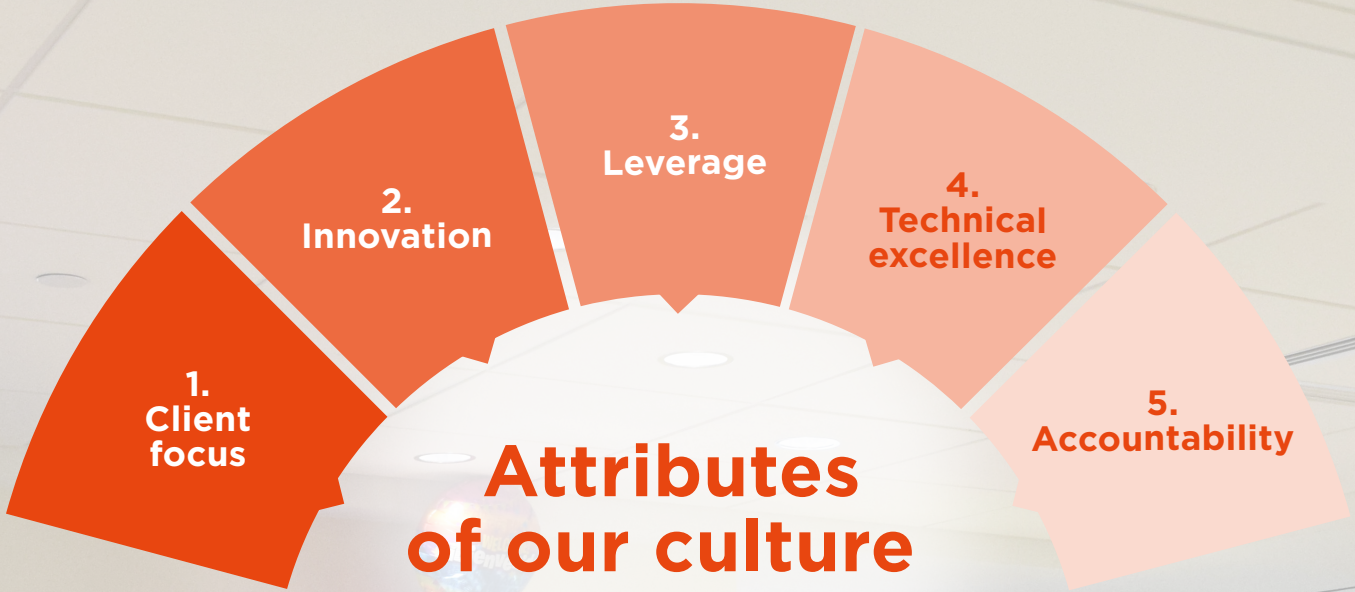 1.
Client
focus
2.
Innovation
3.
Leverage
4.
Technical
excellence
5.
Accountability
Attributes
of our culture